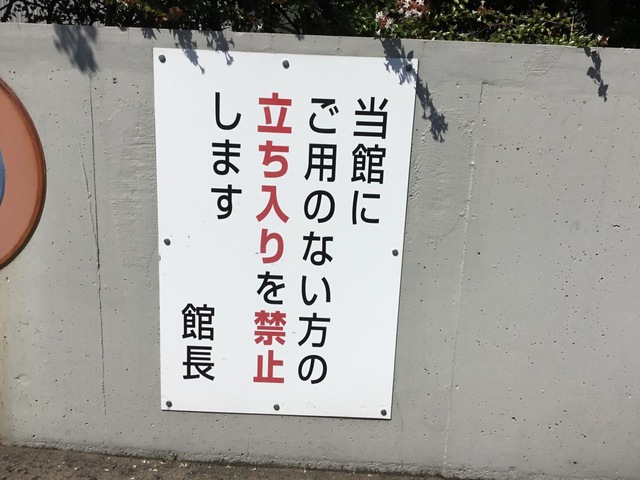 当館に
ご用のない方の
立ち入りを禁止
します
館長